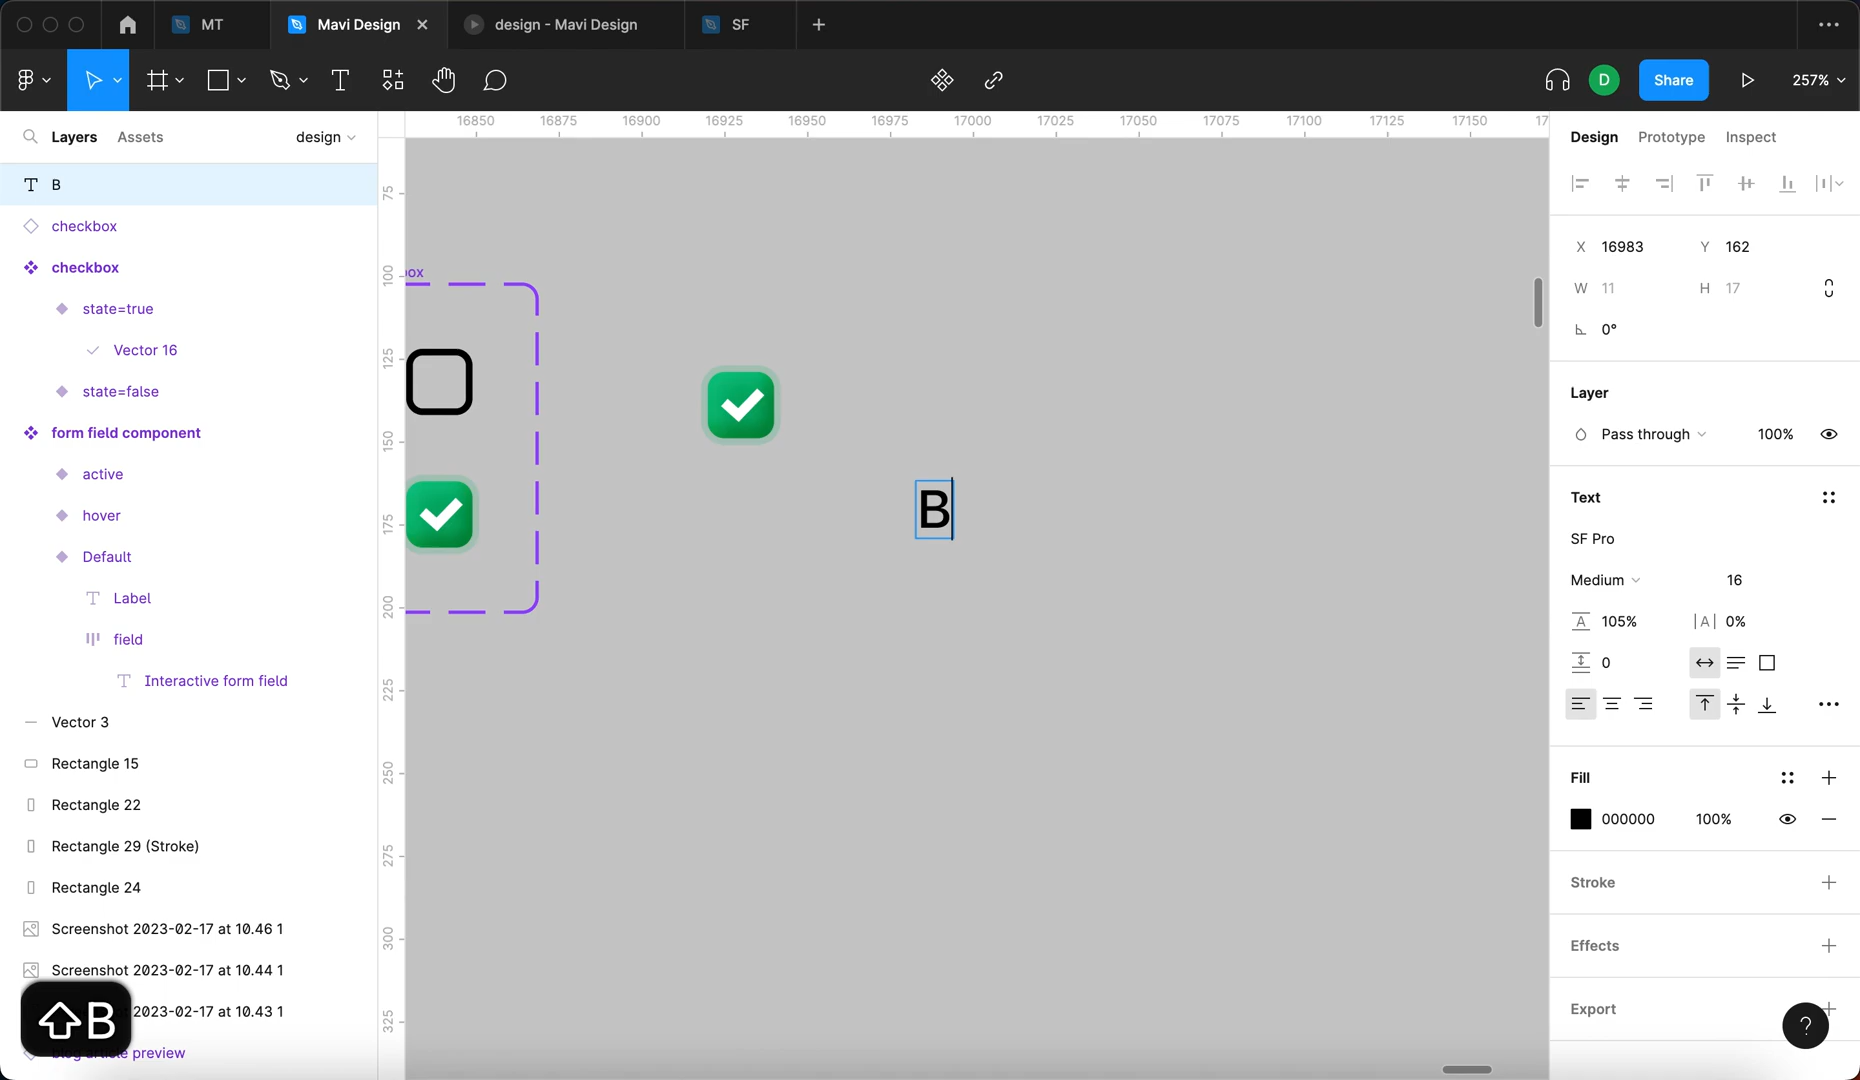 MT
Mavi Design
design - Mavi Design
SF
Share
257%
Layers
Assets
design
B
checkbox
checkbox
state=true
Vector 16
state=false
form field component
active
hover
Default
Label
field
Interactive form field
Vector 3
Rectangle 15
Rectangle 22
Rectangle 29 (Stroke)
Rectangle 24
Screenshot 2023-02-17 at 10.46 1
Screenshot 2023-02-17 at 10.44 1
2023-02-17 at 10.43 1
blog article preview
⇧B
16850 16875 16900 16925 16950 16975 17000 17025 17050 17075 17100 17125 17150 17
75
100
125
150
175
200
225
250
275
300
325
box
B
D
Design
Prototype
Inspect
X 16983 Y 162
W 11 H 17
0°
Layer
Pass through 100%
Text
SF Pro
Medium 16
105% |A| 0%
0
Fill
000000 100%
Stroke
Effects
Export
?